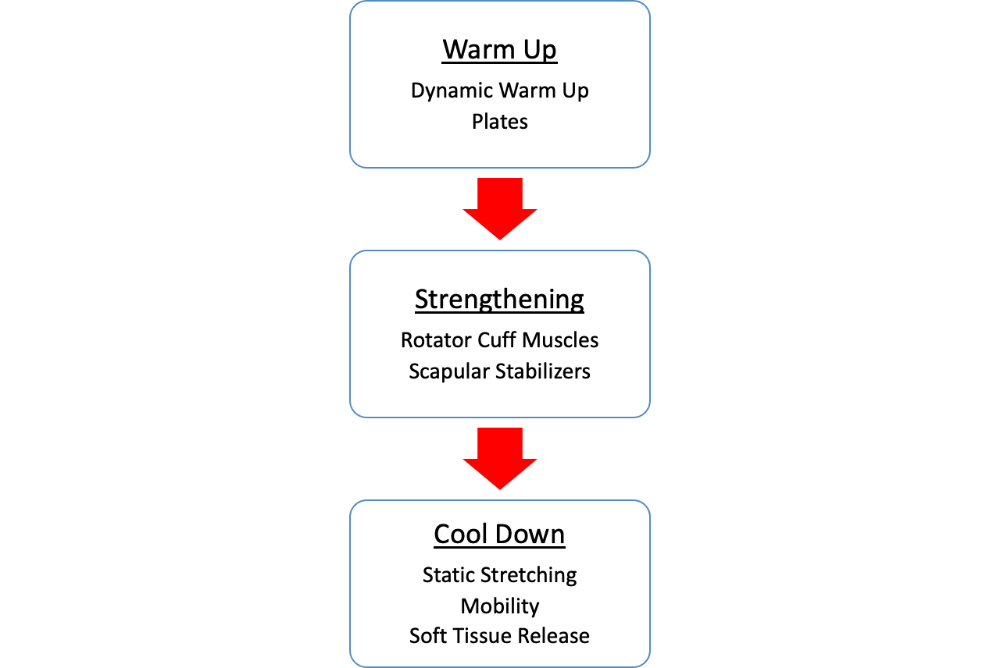 Warm Up
Dynamic Warm Up
Plates
Strengthening
Rotator Cuff Muscles
Scapular Stabilizers
Cool Down
Static Stretching
Mobility
Soft Tissue Release